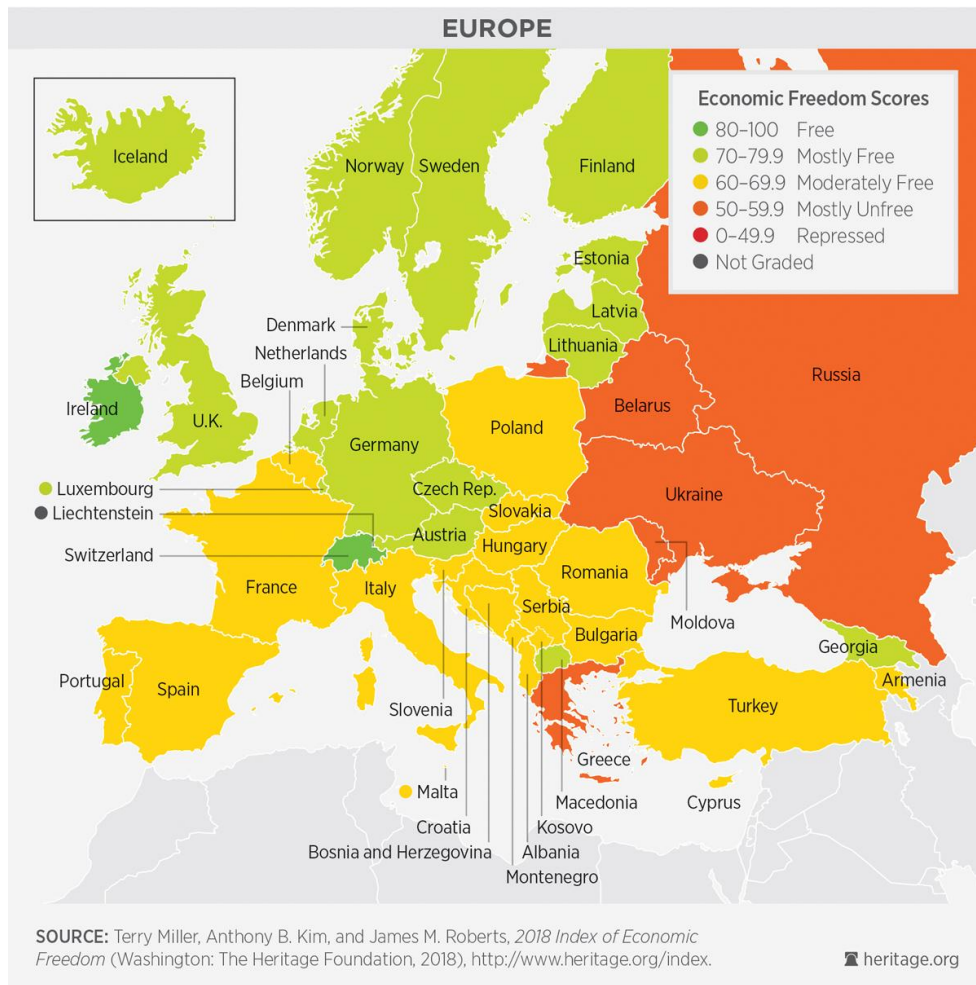 EUROPE
Economic Freedom Scores
80–100 Free
70–79.9 Mostly Free
60–69.9 Moderately Free
50–59.9 Mostly Unfree
0–49.9 Repressed
Not Graded
Iceland
Norway
Sweden
Finland
Estonia
Latvia
Lithuania
Denmark
Netherlands
Belgium
Ireland
U.K.
Germany
Poland
Belarus
Russia
Luxembourg
Liechtenstein
Switzerland
Czech Rep.
Slovakia
Austria
Hungary
Ukraine
France
Italy
Romania
Serbia
Bulgaria
Moldova
Georgia
Armenia
Portugal
Spain
Slovenia
Turkey
Greece
Malta
Macedonia
Cyprus
Croatia
Kosovo
Bosnia and Herzegovina
Albania
Montenegro
SOURCE: Terry Miller, Anthony B. Kim, and James M. Roberts, 2018 Index of Economic
Freedom (Washington: The Heritage Foundation, 2018), http://www.heritage.org/index.
heritage.org